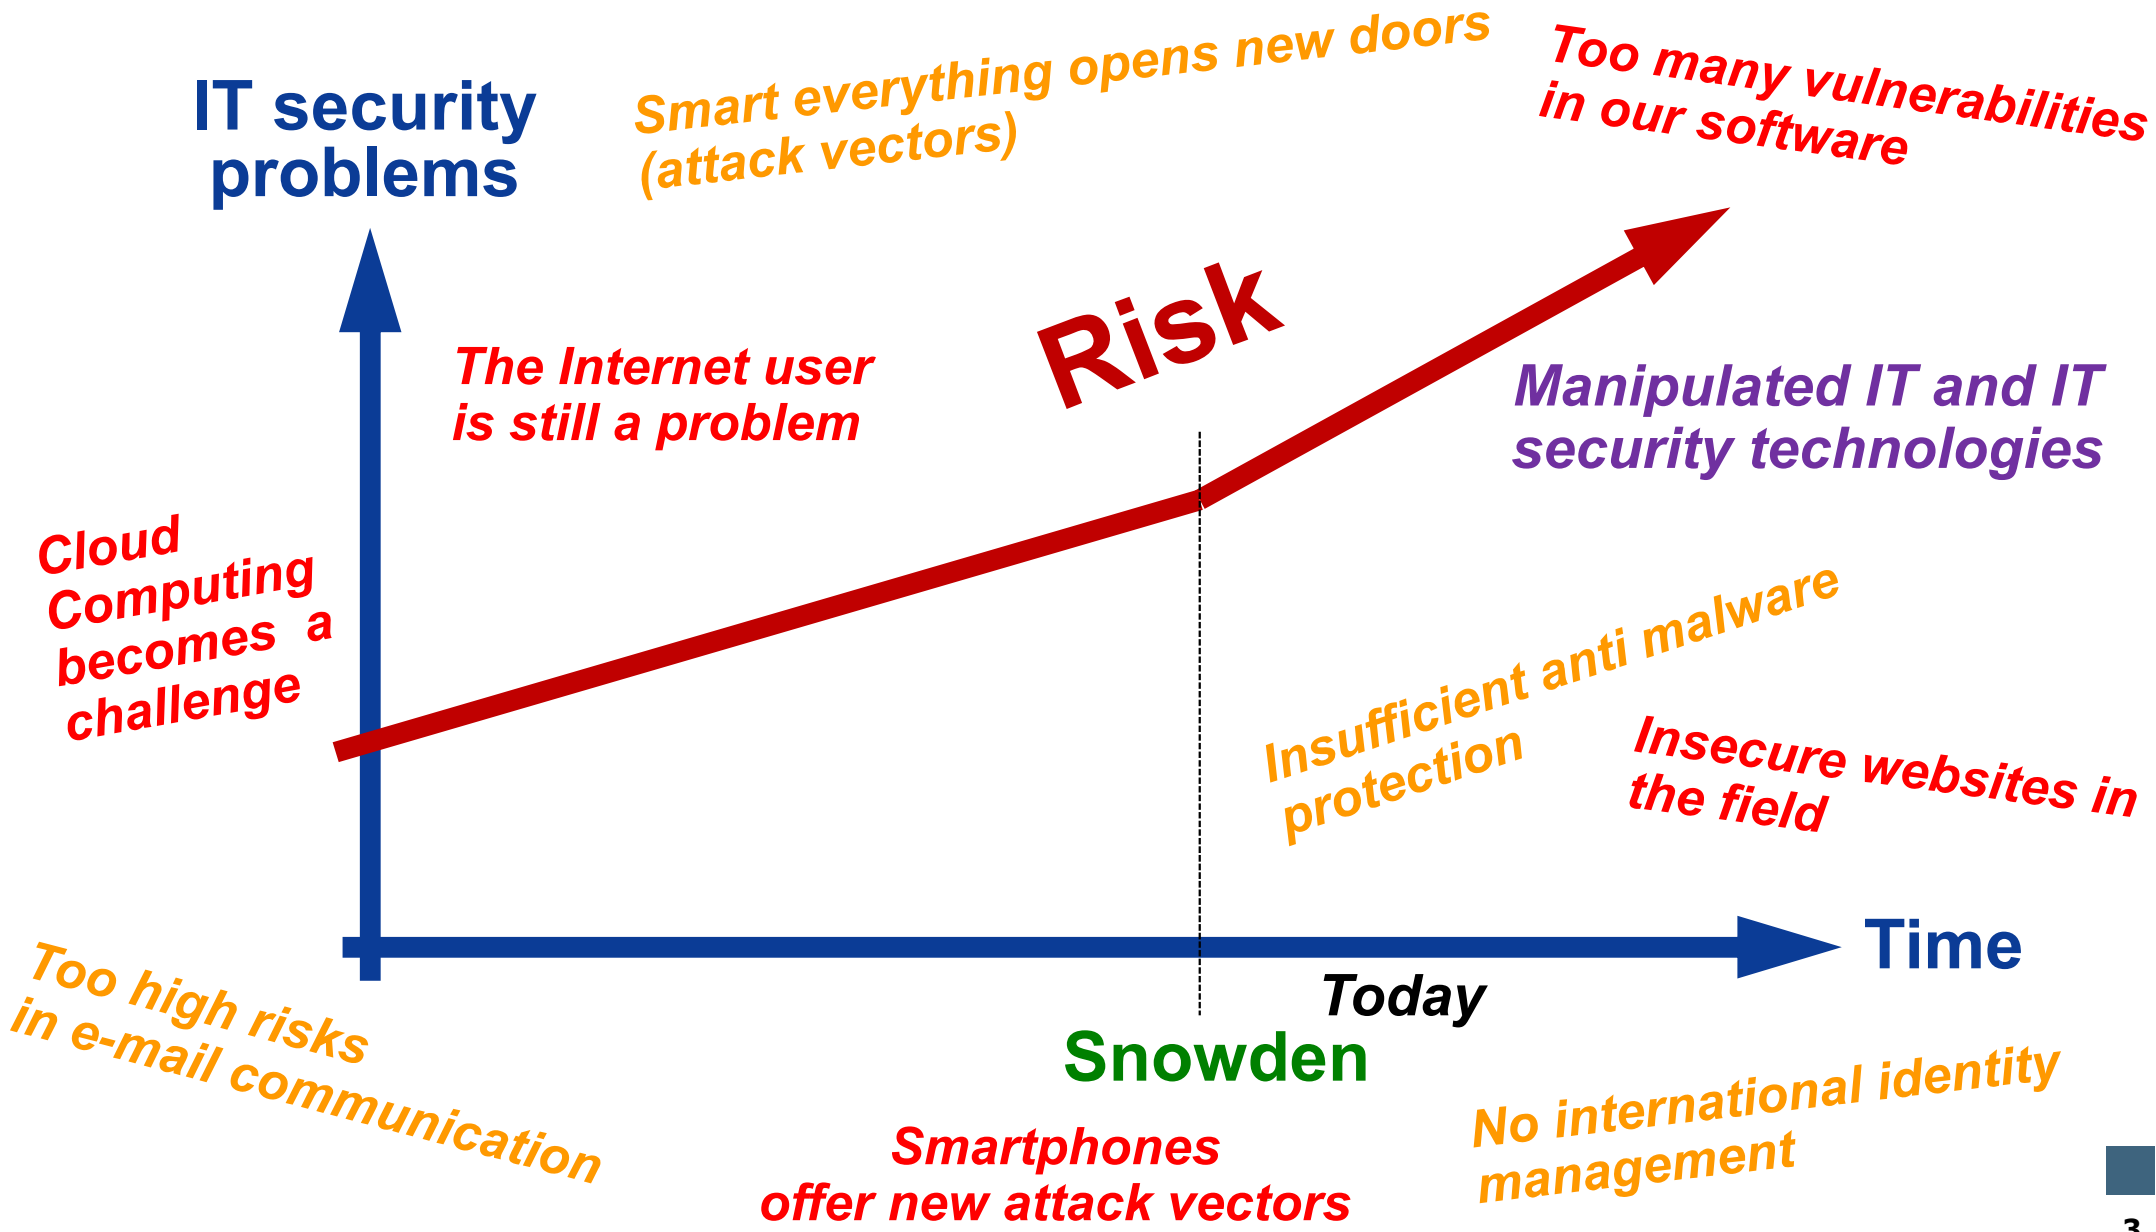 Smart everything opens new doors
(attack vectors)
Too many vulnerabilities
in our software
IT security
problems
Risk
The Internet user
is still a problem
Manipulated IT and IT
security technologies
Cloud
Computing
becomes a
challenge
Insufficient anti malware
protection
Insecure websites in
the field
Time
Too high risks
in e-mail communication
Today
Snowden
No international identity
management
Smartphones
offer new attack vectors
3